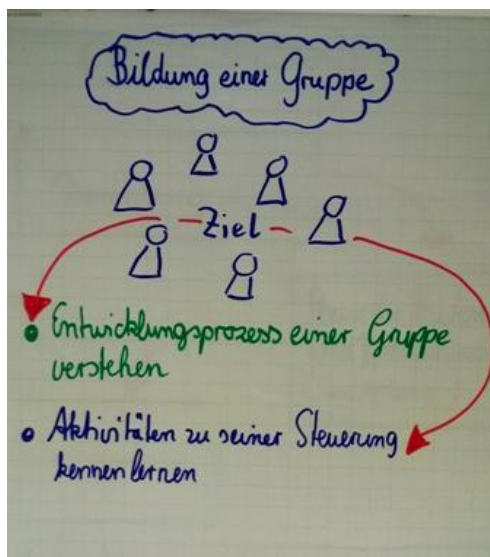 Bildung einer Gruppe
- Ziel -
• Entwicklungsprozess einer Gruppe
verstehen
• Aktivitäten zu seiner Steuerung
kennenlernen